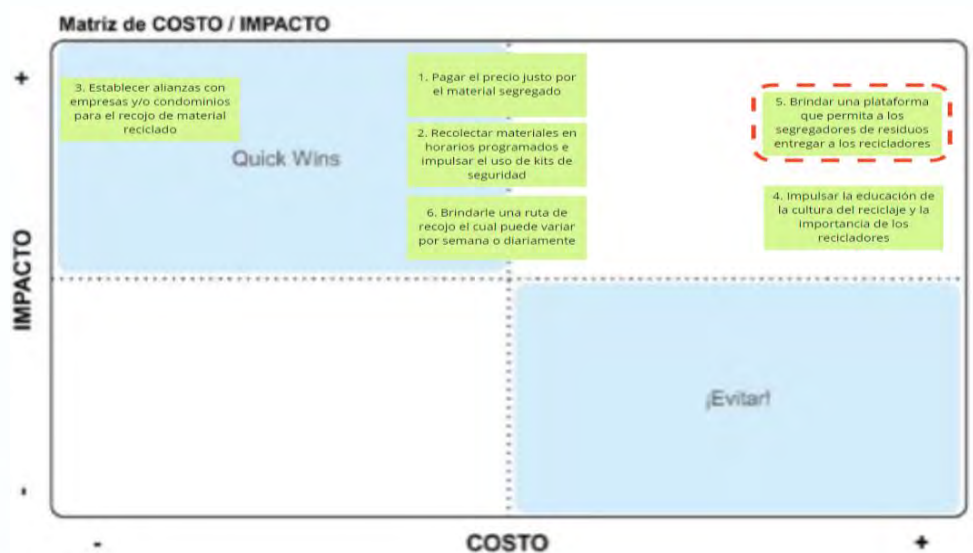 Matriz de COSTO / IMPACTO
+
3. Establecer alianzas con
empresas y/o condominios
para el recojo de material
reciclado
Quick Wins
1. Pagar el precio justo por
el material segregado
2. Recolectar materiales en
horarios programados e
impulsar el uso de kits de
seguridad
6. Brindarle una ruta de
recojo el cual puede variar
por semana o diariamente
5. Brindar una plataforma
que permita a los
segregadores de residuos
entregar a los recicladores
4. Impulsar la educación de
la cultura del reciclaje y la
importancia de los
recicladores
IMPACTO
¡Evitar!
-
-
COSTO
+